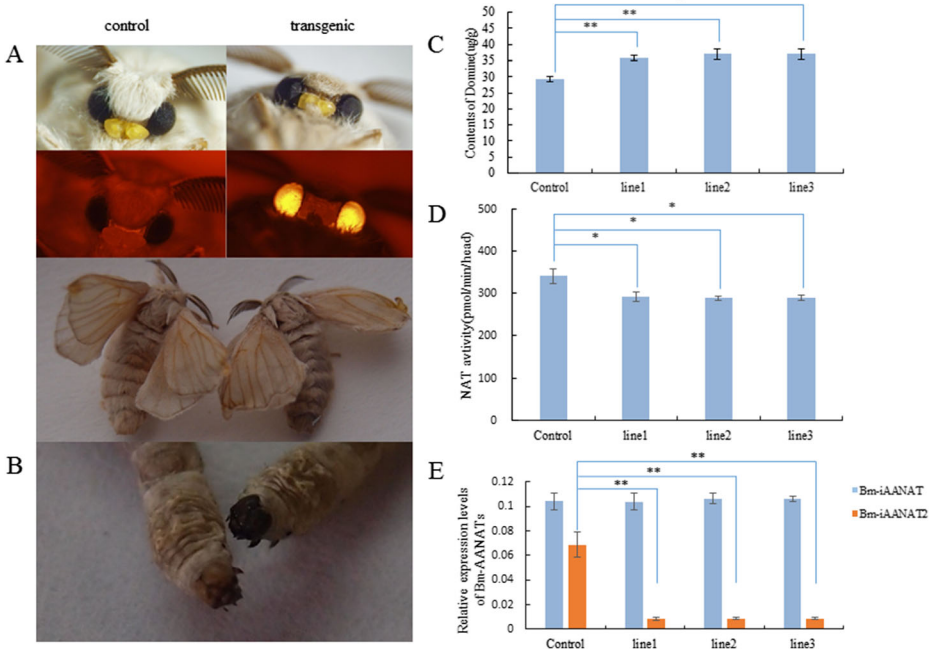 control transgenic
A
B
C
Contents of Domine(ug/g)
50
45
40
35
30
25
20
15
10
5
0
**
**
Control line1 line2 line3
D
NAT avtivity(pmol/min/head)
500
400
300
200
100
0
*
*
*
Control line1 line2 line3
E
Relative expression levels
of Bm-AANATs
0.12
0.1
0.08
0.06
0.04
0.02
0
**
**
**
Control line1 line2 line3
Bm-iAANAT
Bm-iAANAT2